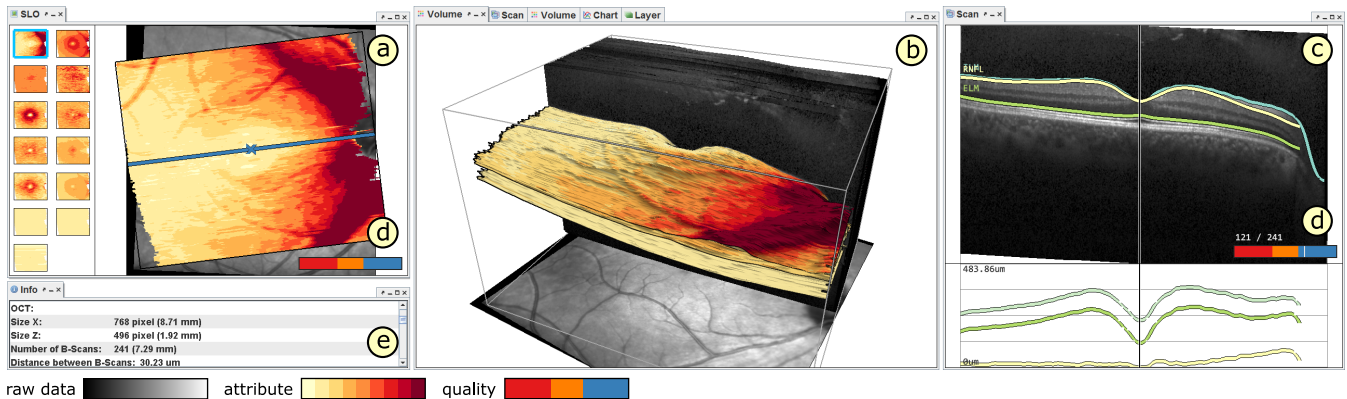 SLO
a
d
Info
OCT:
Size X: 768 pixel (8.71 mm)
Size Z: 496 pixel (1.92 mm)
Number of B-Scans: 241 (7.29 mm)
Distance between B-Scans: 30.23 um
e
Volume Scan Volume Chart Layer
b
Scan
c
RNFL
ELM
d
121 / 241
483.86um
0um
raw data attribute quality